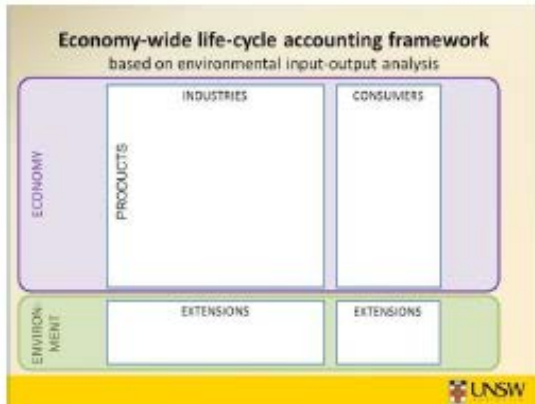 Economy-wide life-cycle accounting framework
based on environmental input-output analysis
INDUSTRIES
CONSUMERS
ECONOMY
PRODUCTS
ENVIRON-
MENT
EXTENSIONS
EXTENSIONS
UNSW